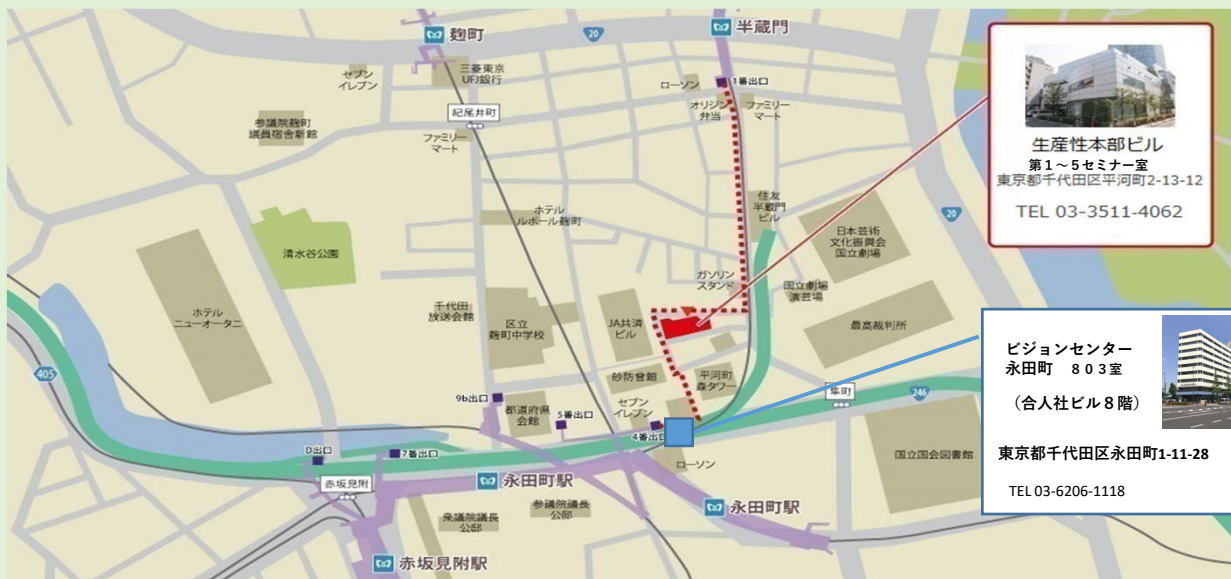 麹町
20
半蔵門
セブン
イレブン
三菱東京
UFJ銀行
ローソン
1番出口
オリジン
弁当
ファミリー
マート
紀尾井町
参議院麹町
議員宿舎新館
ファミリー
マート
生産性本部ビル
第1~5セミナー室
東京都千代田区平河町2-13-12
TEL 03-3511-4062
住友
半蔵門
ビル
ホテル
ルポール麹町
日本芸術
文化振興会
国立劇場
20
清水谷公園
ガソリン
スタンド
国立劇場
演芸場
ホテル
ニューオータニ
千代田
放送会館
区立
麹町中学校
JA共済
ビル
最高裁判所
405
砂防会館
平河町
森タワー
隼町
246
9b出口
都道府県
会館
5番出口
セブン
イレブン
4番出口
D出口
7番出口
ローソン
国立国会図書館
赤坂見附
永田町駅
衆議院議長
公邸
参議院議長
公邸
永田町駅
赤坂見附駅
ビジョンセンター
永田町 803室
(合人社ビル8階)
東京都千代田区永田町1-11-28
TEL 03-6206-1118